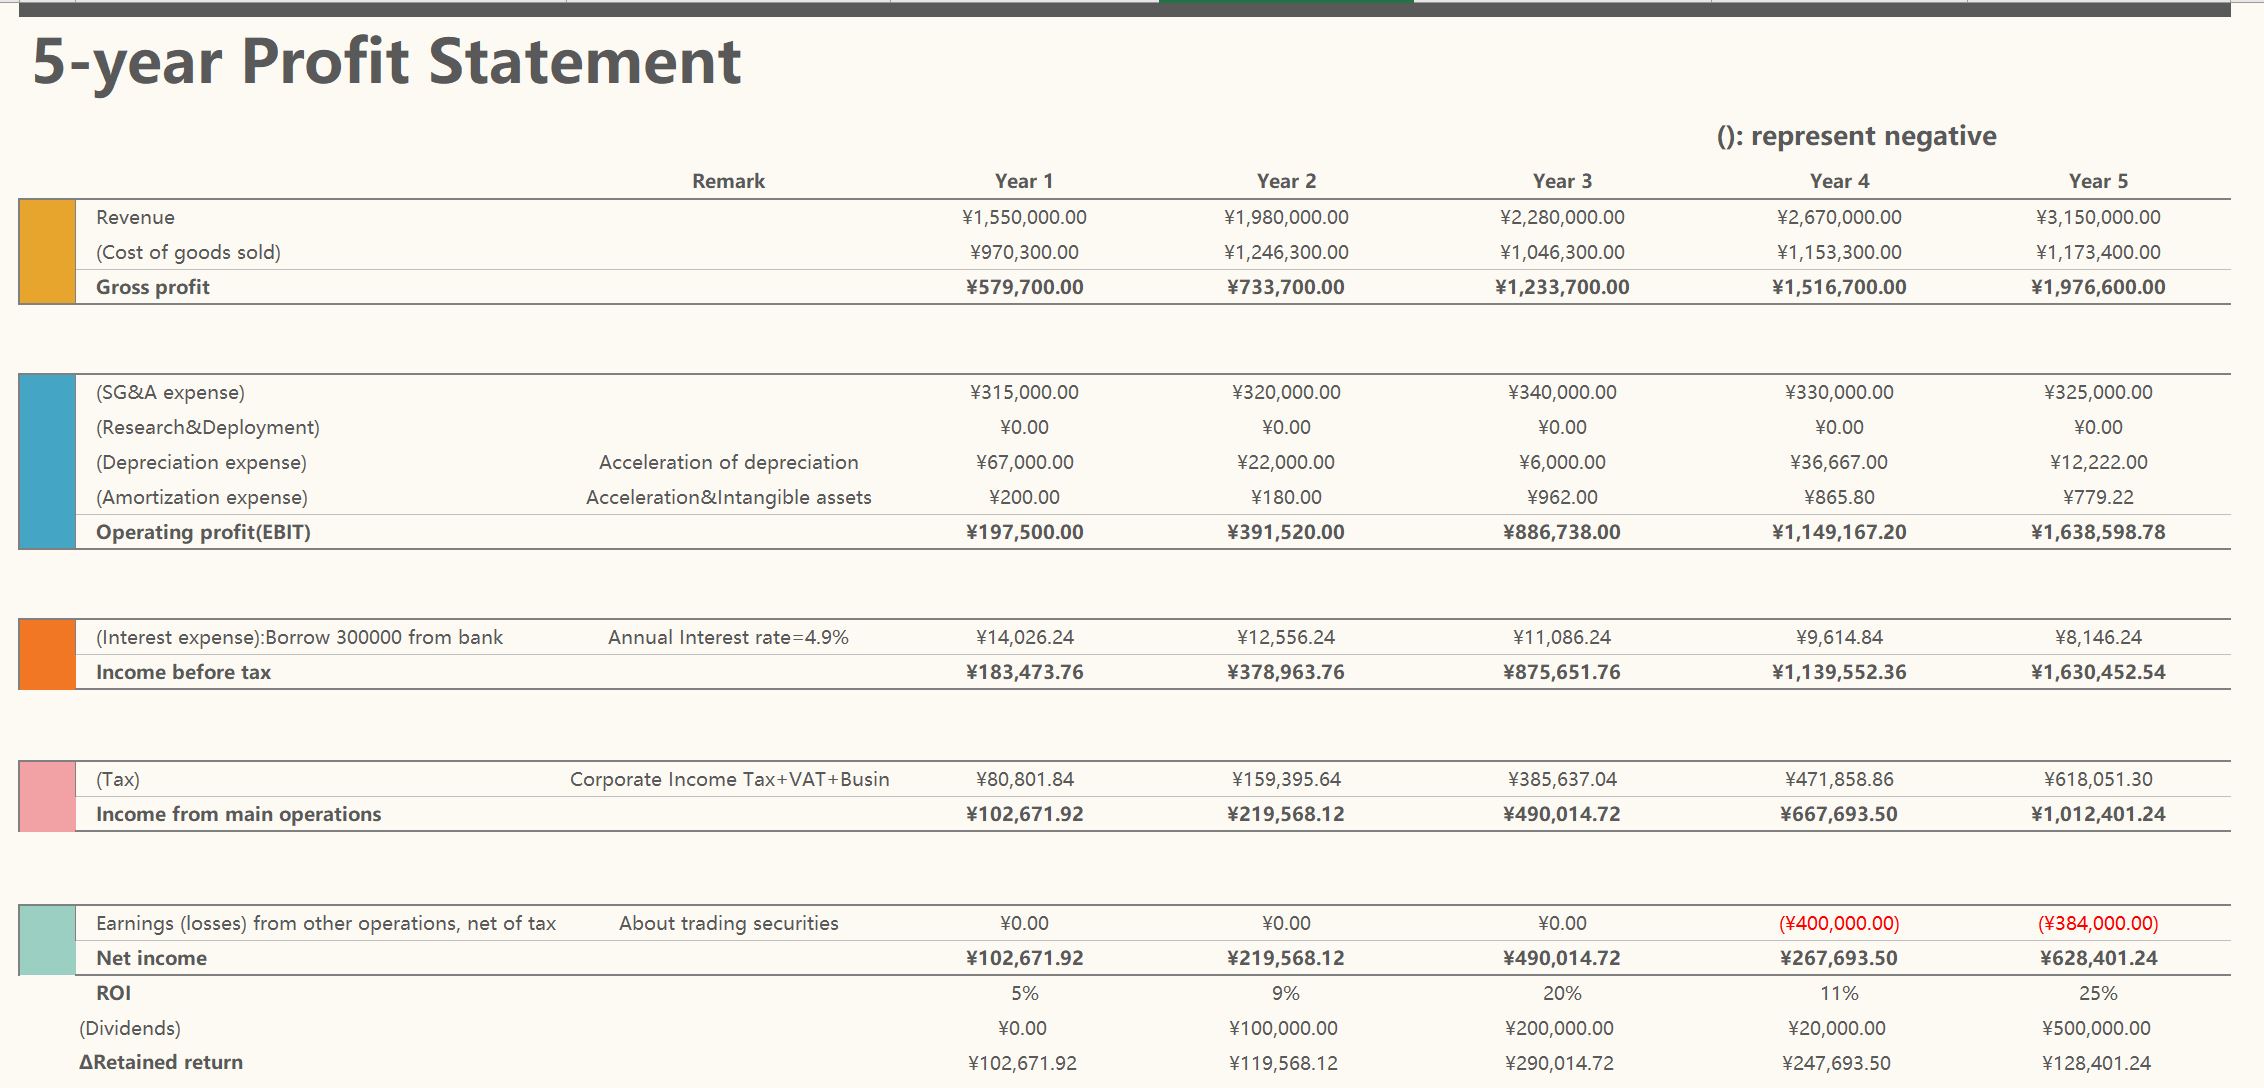 5-year Profit Statement
(): represent negative
Remark Year 1 Year 2 Year 3 Year 4 Year 5
Revenue ¥1,550,000.00 ¥1,980,000.00 ¥2,280,000.00 ¥2,670,000.00 ¥3,150,000.00
(Cost of goods sold) ¥970,300.00 ¥1,246,300.00 ¥1,046,300.00 ¥1,153,300.00 ¥1,173,400.00
Gross profit ¥579,700.00 ¥733,700.00 ¥1,233,700.00 ¥1,516,700.00 ¥1,976,600.00
(SG&A expense) ¥315,000.00 ¥320,000.00 ¥340,000.00 ¥330,000.00 ¥325,000.00
(Research&Deployment) ¥0.00 ¥0.00 ¥0.00 ¥0.00 ¥0.00
(Depreciation expense) Acceleration of depreciation ¥67,000.00 ¥22,000.00 ¥6,000.00 ¥36,667.00 ¥12,222.00
(Amortization expense) Acceleration&Intangible assets ¥200.00 ¥180.00 ¥962.00 ¥865.80 ¥779.22
Operating profit(EBIT) ¥197,500.00 ¥391,520.00 ¥886,738.00 ¥1,149,167.20 ¥1,638,598.78
(Interest expense):Borrow 300000 from bank Annual Interest rate=4.9% ¥14,026.24 ¥12,556.24 ¥11,086.24 ¥9,614.84 ¥8,146.24
Income before tax ¥183,473.76 ¥378,963.76 ¥875,651.76 ¥1,139,552.36 ¥1,630,452.54
(Tax) Corporate Income Tax+VAT+Busin ¥80,801.84 ¥159,395.64 ¥385,637.04 ¥471,858.86 ¥618,051.30
Income from main operations ¥102,671.92 ¥219,568.12 ¥490,014.72 ¥667,693.50 ¥1,012,401.24
Earnings (losses) from other operations, net of tax About trading securities ¥0.00 ¥0.00 ¥0.00 (¥400,000.00) (¥384,000.00)
Net income ¥102,671.92 ¥219,568.12 ¥490,014.72 ¥267,693.50 ¥628,401.24
ROI 5% 9% 20% 11% 25%
(Dividends) ¥0.00 ¥100,000.00 ¥200,000.00 ¥20,000.00 ¥500,000.00
ΔRetained return ¥102,671.92 ¥119,568.12 ¥290,014.72 ¥247,693.50 ¥128,401.24